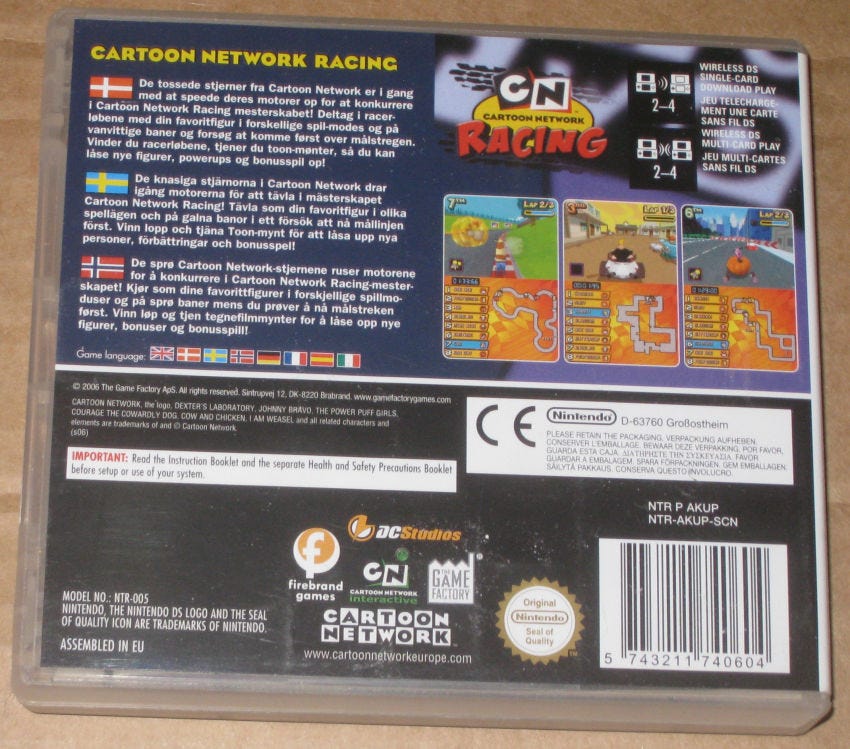 CARTOON NETWORK RACING
De tossede stjerner fra Cartoon Network er i gang
med at speede deres motorer op for at konkurrere
i Cartoon Network Racing mesterskabet! Deltag i racer-
løbene med din favoritfigur i forskellige spil-modes og på
vanvittige baner og forsøg at komme først over målstregen.
Vinder du racerløbene, tjener du toon-mønter, så du kan
låse nye figurer, powerups og bonusspil op!
De knasiga stjärnorna i Cartoon Network drar
igång motorerna för att tävla i mästerskapet
Cartoon Network Racing! Tävla som din favoritfigur i olika
spellägen och på galna banor i ett försök att nå mållinjen
först. Vinn lopp och tjäna Toon-mynt för att låsa upp nya
personer, förbättringar och bonusspel!
De sprø Cartoon Network-stjernene ruser motorene
for å konkurrere i Cartoon Network Racing-mester-
skapet! Kjør som dine favorittfigurer i forskjellige spillmo-
duser og på sprø baner mens du prøver å nå målstreken
først. Vinn løp og tjen tegnefilmmynter for å låse opp nye
figurer, bonuser og bonusspill!
Game language:
CN
CARTOON NETWORK
RACING
WIRELESS DS
SINGLE-CARD
DOWNLOAD PLAY
2–4
JEU TELECHARGE-
MENT UNE CARTE
SANS FIL DS
WIRELESS DS
MULTI-CARD PLAY
2–4
JEU MULTI-CARTES
SANS FIL DS
7TH LAP 2/3
3RD LAP 1/3
6TH LAP 2/3
© 2006 The Game Factory ApS. All rights reserved. Sintrupvej 12, DK-8220 Brabrand. www.gamefactorygames.com
CARTOON NETWORK, the logo, DEXTER'S LABORATORY, JOHNNY BRAVO, THE POWER PUFF GIRLS,
COURAGE THE COWARDLY DOG, COW AND CHICKEN, I AM WEASEL and all related characters and
elements are trademarks of and © Cartoon Network.
(s06)
IMPORTANT: Read the Instruction Booklet and the separate Health and Safety Precautions Booklet
before setup or use of your system.
CE
Nintendo D-63760 Großostheim
PLEASE RETAIN THE PACKAGING. VERPACKUNG AUFHEBEN.
CONSERVER L'EMBALLAGE. BEWAAR DEZE VERPAKKING. POR FAVOR,
GUARDA ESTA CAJA. ΔΙΑΤΗΡΗΣΤΕ ΤΗΝ ΣΥΣΚΕΥΑΣΙΑ. FAVOR
GUARDAR A EMBALAGEM. SPARA FÖRPACKNINGEN. GEM EMBALLAGEN.
SÄILYTÄ PAKKAUS. CONSERVA QUESTO INVOLUCRO.
NTR P AKUP
NTR-AKUP-SCN
MODEL NO.: NTR-005
NINTENDO, THE NINTENDO DS LOGO AND THE SEAL
OF QUALITY ICON ARE TRADEMARKS OF NINTENDO.
ASSEMBLED IN EU
f
firebrand
games
DC Studios
CN
CARTOON NETWORK
interactive
THE
GAME
FACTORY
CARTOON
NETWORK
www.cartoonnetworkeurope.com
Original
Nintendo
Seal of
Quality
TM
5 743211 740604